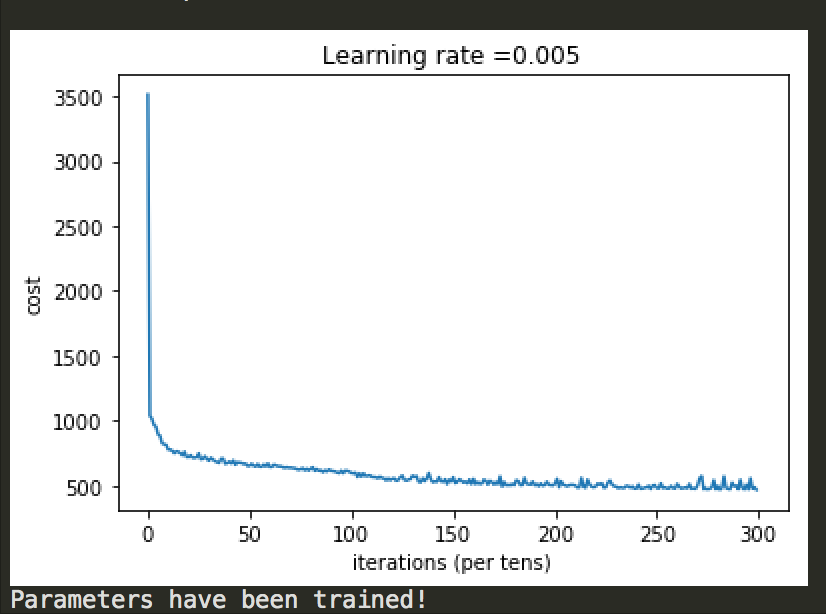 Learning rate =0.005
3500
3000
2500
2000
1500
1000
500
cost
0 50 100 150 200 250 300
iterations (per tens)
Parameters have been trained!